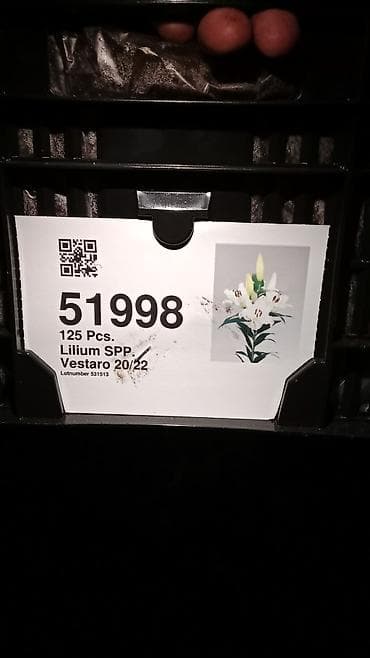 51998
125 Pcs.
Lilium SPP.
Vestaro 20/22
Lotnumber 531513